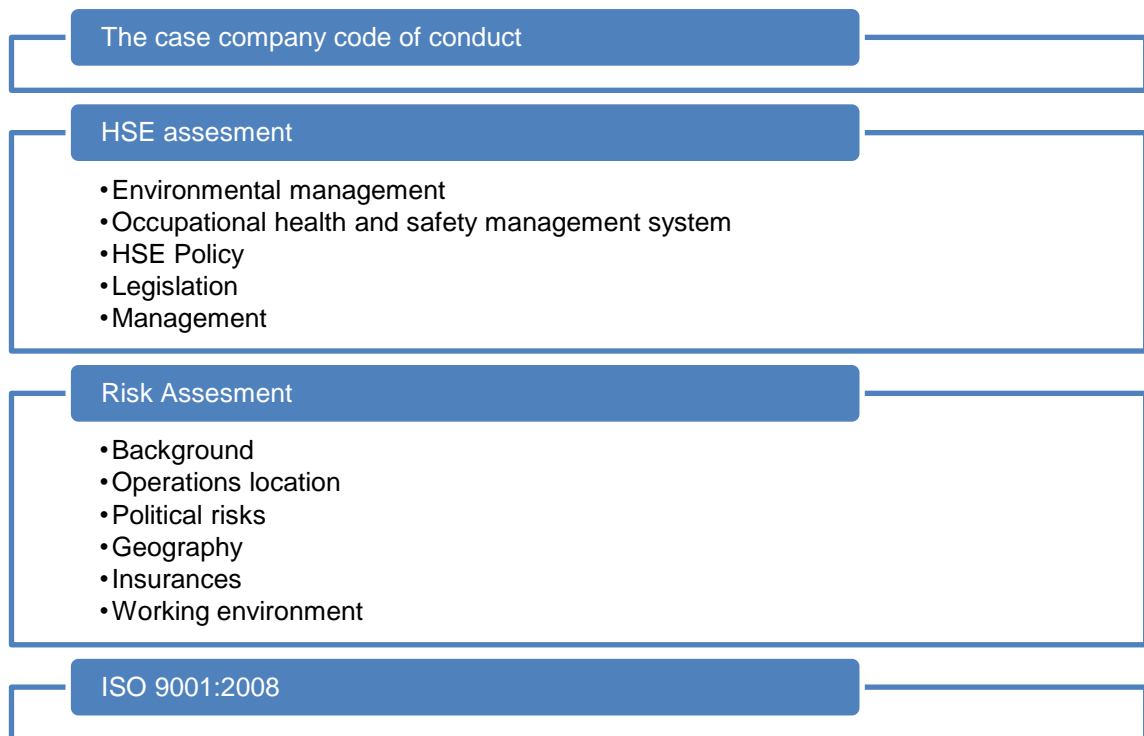 The case company code of conduct
HSE assesment
•Environmental management
•Occupational health and safety management system
•HSE Policy
•Legislation
•Management
Risk Assesment
•Background
•Operations location
•Political risks
•Geography
•Insurances
•Working environment
ISO 9001:2008